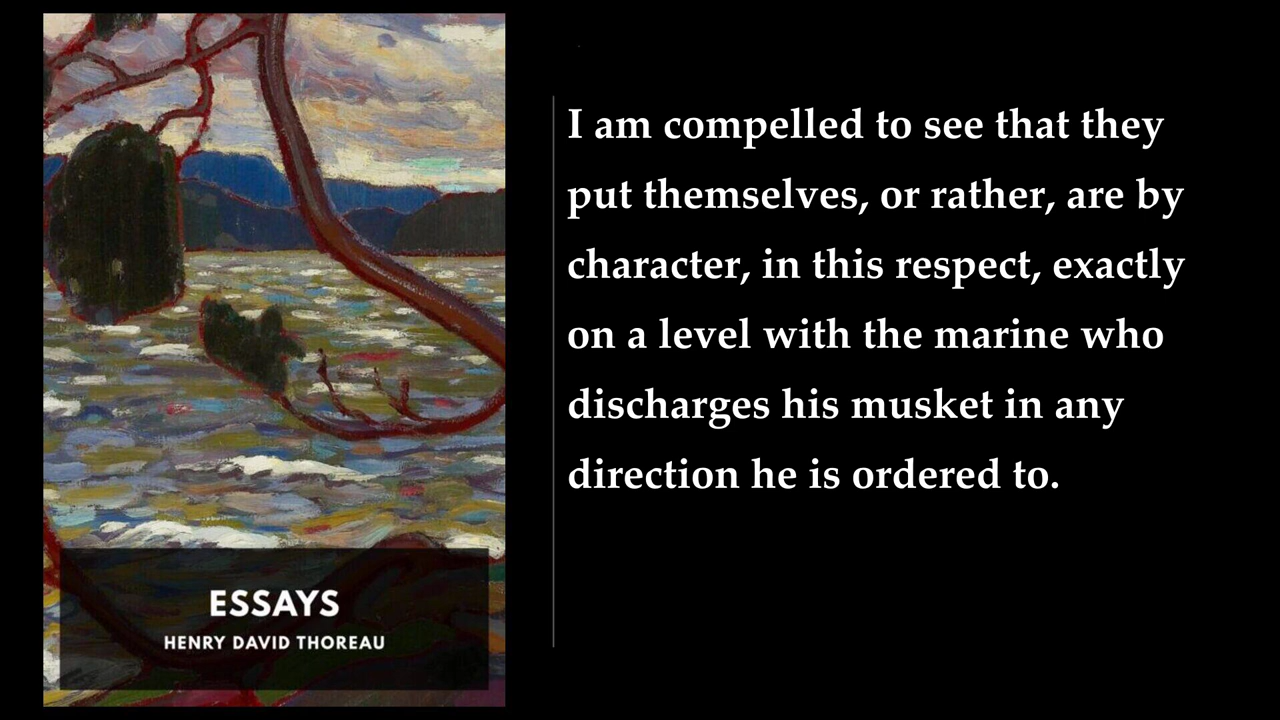 I am compelled to see that they
put themselves, or rather, are by
character, in this respect, exactly
on a level with the marine who
discharges his musket in any
direction he is ordered to.
ESSAYS
HENRY DAVID THOREAU